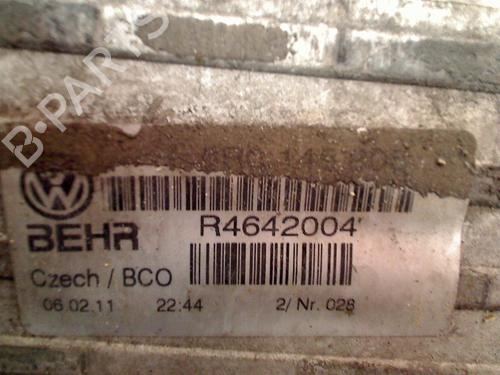 B-PARTS
BEHR
R4642004
Czech / BCO
06.02.11 22:44 2/ Nr. 028